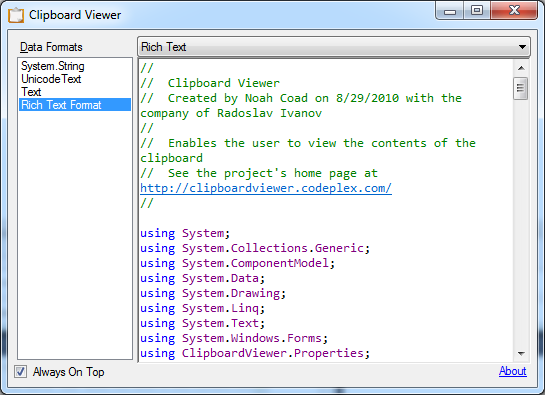 Clipboard Viewer
Data Formats
System.String
UnicodeText
Text
Rich Text Format
Rich Text
//
//  Clipboard Viewer
//  Created by Noah Coad on 8/29/2010 with the
company of Radoslav Ivanov
//
//  Enables the user to view the contents of the
clipboard
//  See the project's home page at
http://clipboardviewer.codeplex.com/
//
using System;
using System.Collections.Generic;
using System.ComponentModel;
using System.Data;
using System.Drawing;
using System.Linq;
using System.Text;
using System.Windows.Forms;
using ClipboardViewer.Properties;
Always On Top
About